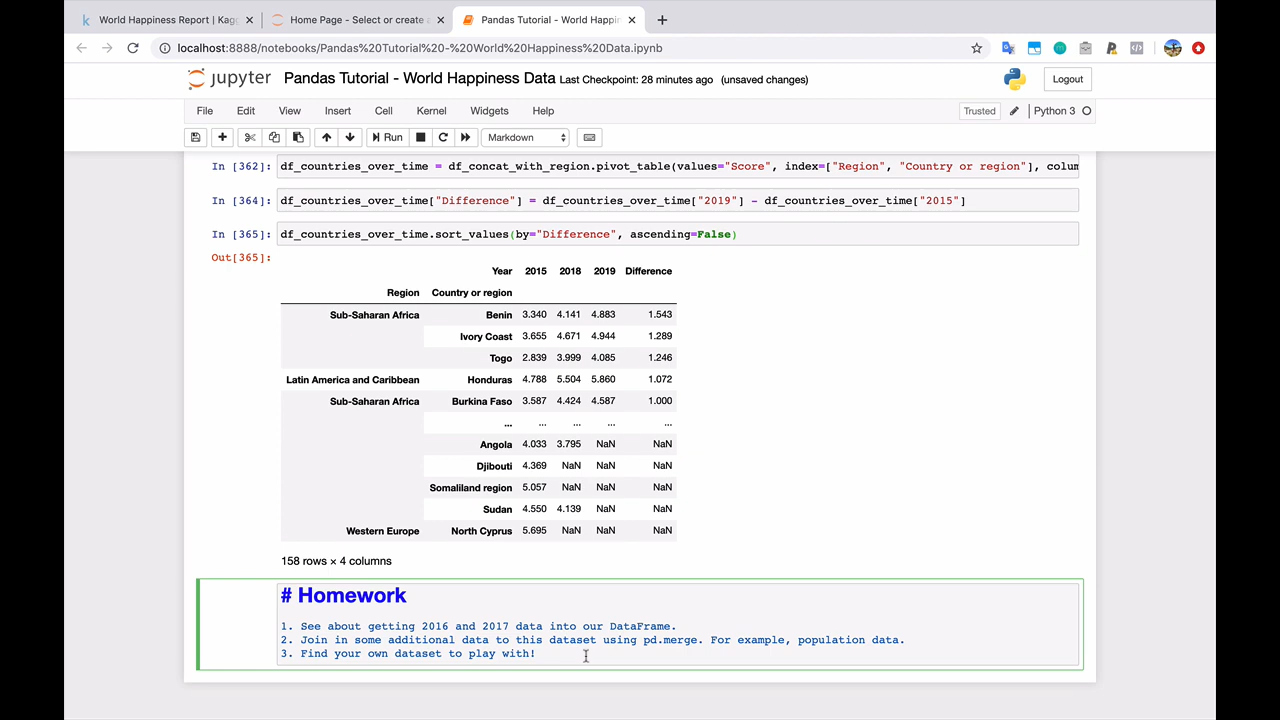 World Happiness Report | Kagg
Home Page - Select or create a
Pandas Tutorial - World Happin
localhost:8888/notebooks/Pandas%20Tutorial%20-%20World%20Happiness%20Data.ipynb
jupyter Pandas Tutorial - World Happiness Data Last Checkpoint: 28 minutes ago (unsaved changes) Logout
File Edit View Insert Cell Kernel Widgets Help Trusted Python 3
Run Markdown
In [362]: df_countries_over_time = df_concat_with_region.pivot_table(values="Score", index=["Region", "Country or region"], colum
In [364]: df_countries_over_time["Difference"] = df_countries_over_time["2019"] - df_countries_over_time["2015"]
In [365]: df_countries_over_time.sort_values(by="Difference", ascending=False)
Out[365]:
Year 2015 2018 2019 Difference
Region Country or region
Sub-Saharan Africa Benin 3.340 4.141 4.883 1.543
Ivory Coast 3.655 4.671 4.944 1.289
Togo 2.839 3.999 4.085 1.246
Latin America and Caribbean Honduras 4.788 5.504 5.860 1.072
Sub-Saharan Africa Burkina Faso 3.587 4.424 4.587 1.000
... ... ... ... ...
Angola 4.033 3.795 NaN NaN
Djibouti 4.369 NaN NaN NaN
Somaliland region 5.057 NaN NaN NaN
Sudan 4.550 4.139 NaN NaN
Western Europe North Cyprus 5.695 NaN NaN NaN
158 rows × 4 columns
# Homework
1. See about getting 2016 and 2017 data into our DataFrame.
2. Join in some additional data to this dataset using pd.merge. For example, population data.
3. Find your own dataset to play with!